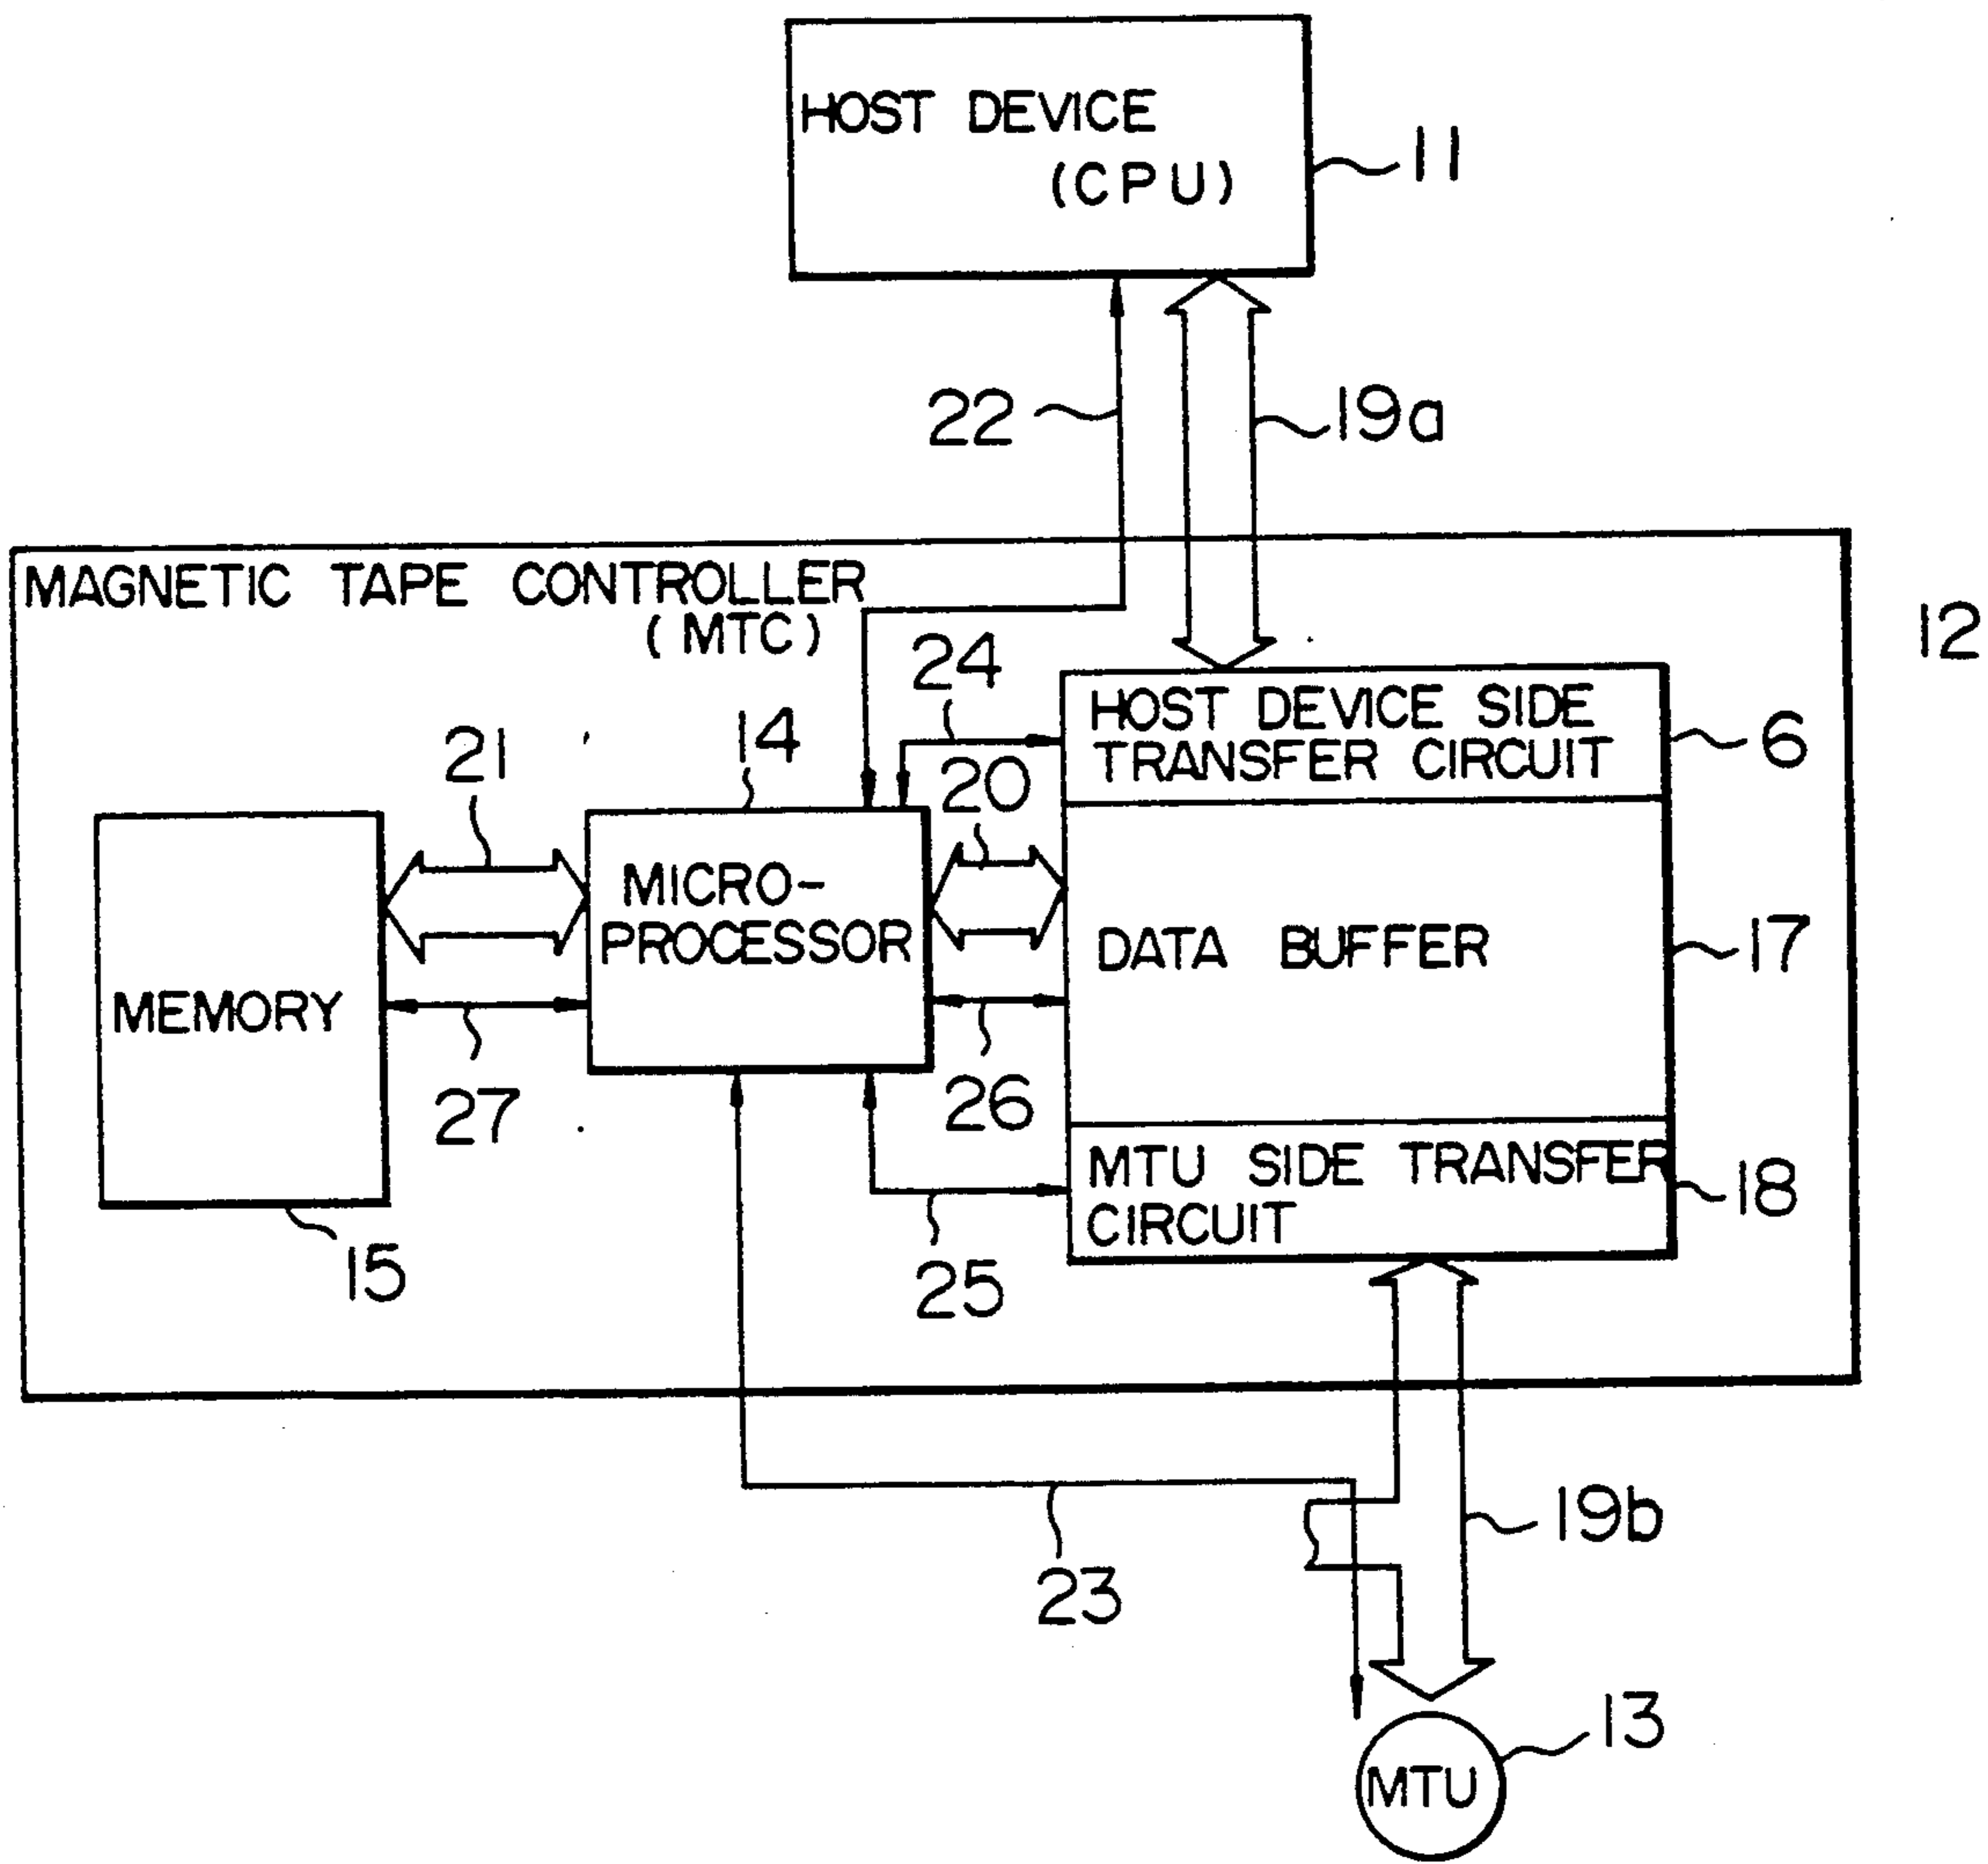 HOST DEVICE
(CPU)
11
22
19a
MAGNETIC TAPE CONTROLLER
(MTC)
12
24
HOST DEVICE SIDE
TRANSFER CIRCUIT
6
21
14
20
MICRO-
PROCESSOR
DATA BUFFER
17
MEMORY
27
26
MTU SIDE TRANSFER
CIRCUIT
18
15
25
19b
23
13
MTU